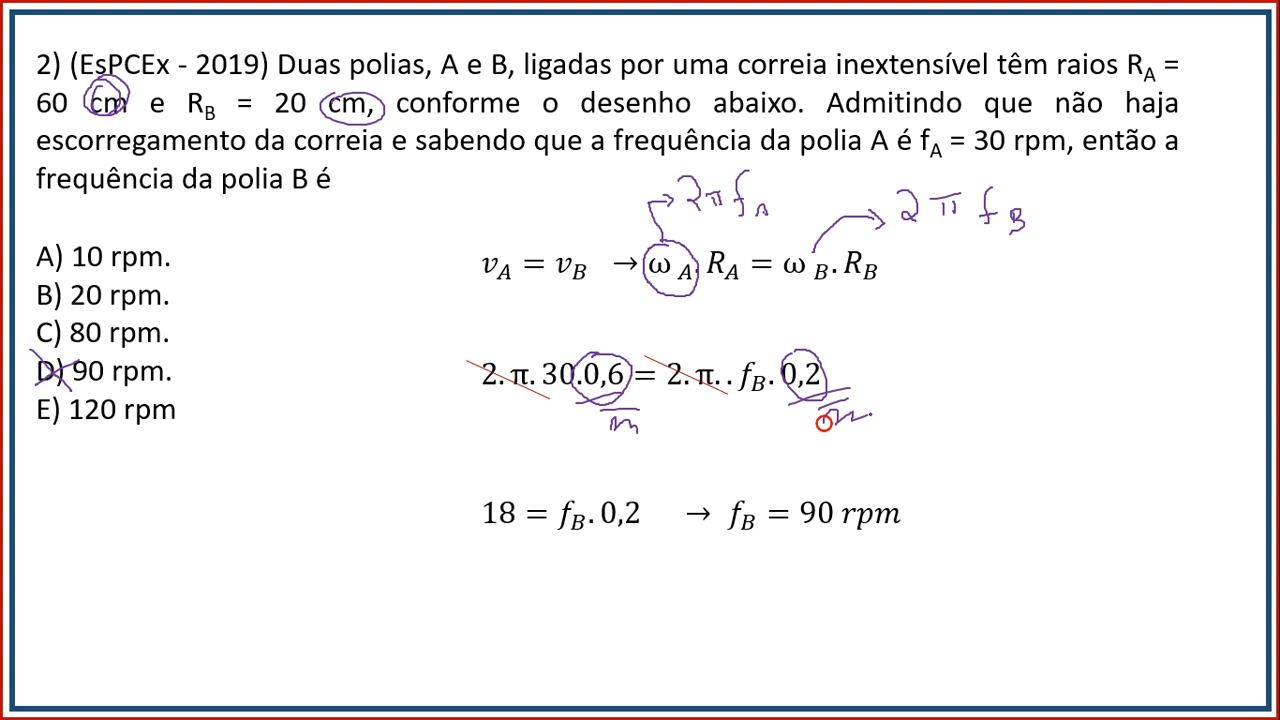 2) (EsPCEx - 2019) Duas polias, A e B, ligadas por uma correia inextensível têm raios R_A =
60 cm e R_B = 20 cm, conforme o desenho abaixo. Admitindo que não haja
escorregamento da correia e sabendo que a frequência da polia A é f_A = 30 rpm, então a
frequência da polia B é
2 π f_A
2 π f_B
A) 10 rpm.
B) 20 rpm.
C) 80 rpm.
D) 90 rpm.
E) 120 rpm
v_A = v_B → ω_A. R_A = ω_B. R_B
2. π. 30.0,6 = 2. π. . f_B. 0,2
m m
18 = f_B. 0,2 → f_B = 90 rpm